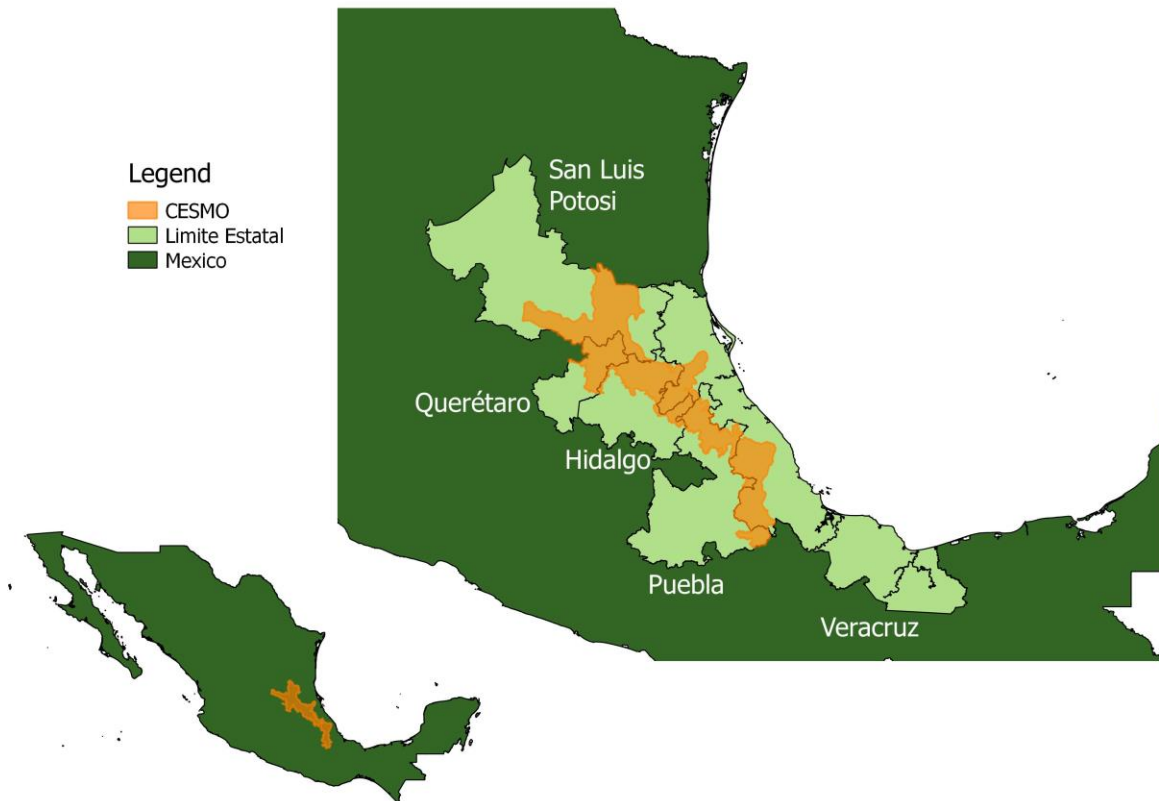 San Luis
Potosi
Legend
CESMO
Limite Estatal
Mexico
Querétaro
Hidalgo
Puebla
Veracruz